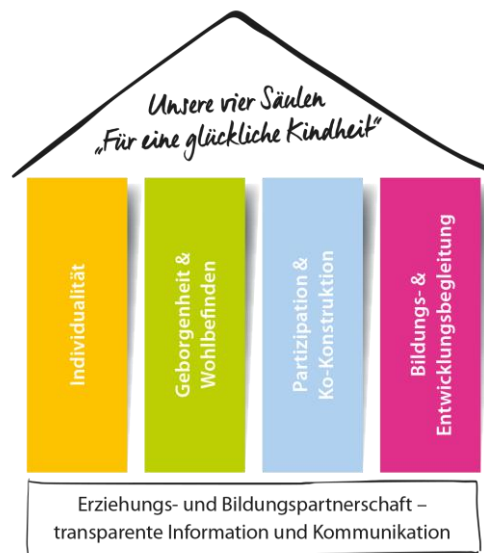 Unsere vier Säulen
„Für eine glückliche Kindheit“
Individualität
Geborgenheit &
Wohlbefinden
Partizipation &
Ko-Konstruktion
Bildungs- &
Entwicklungsbegleitung
Erziehungs- und Bildungspartnerschaft –
transparente Information und Kommunikation